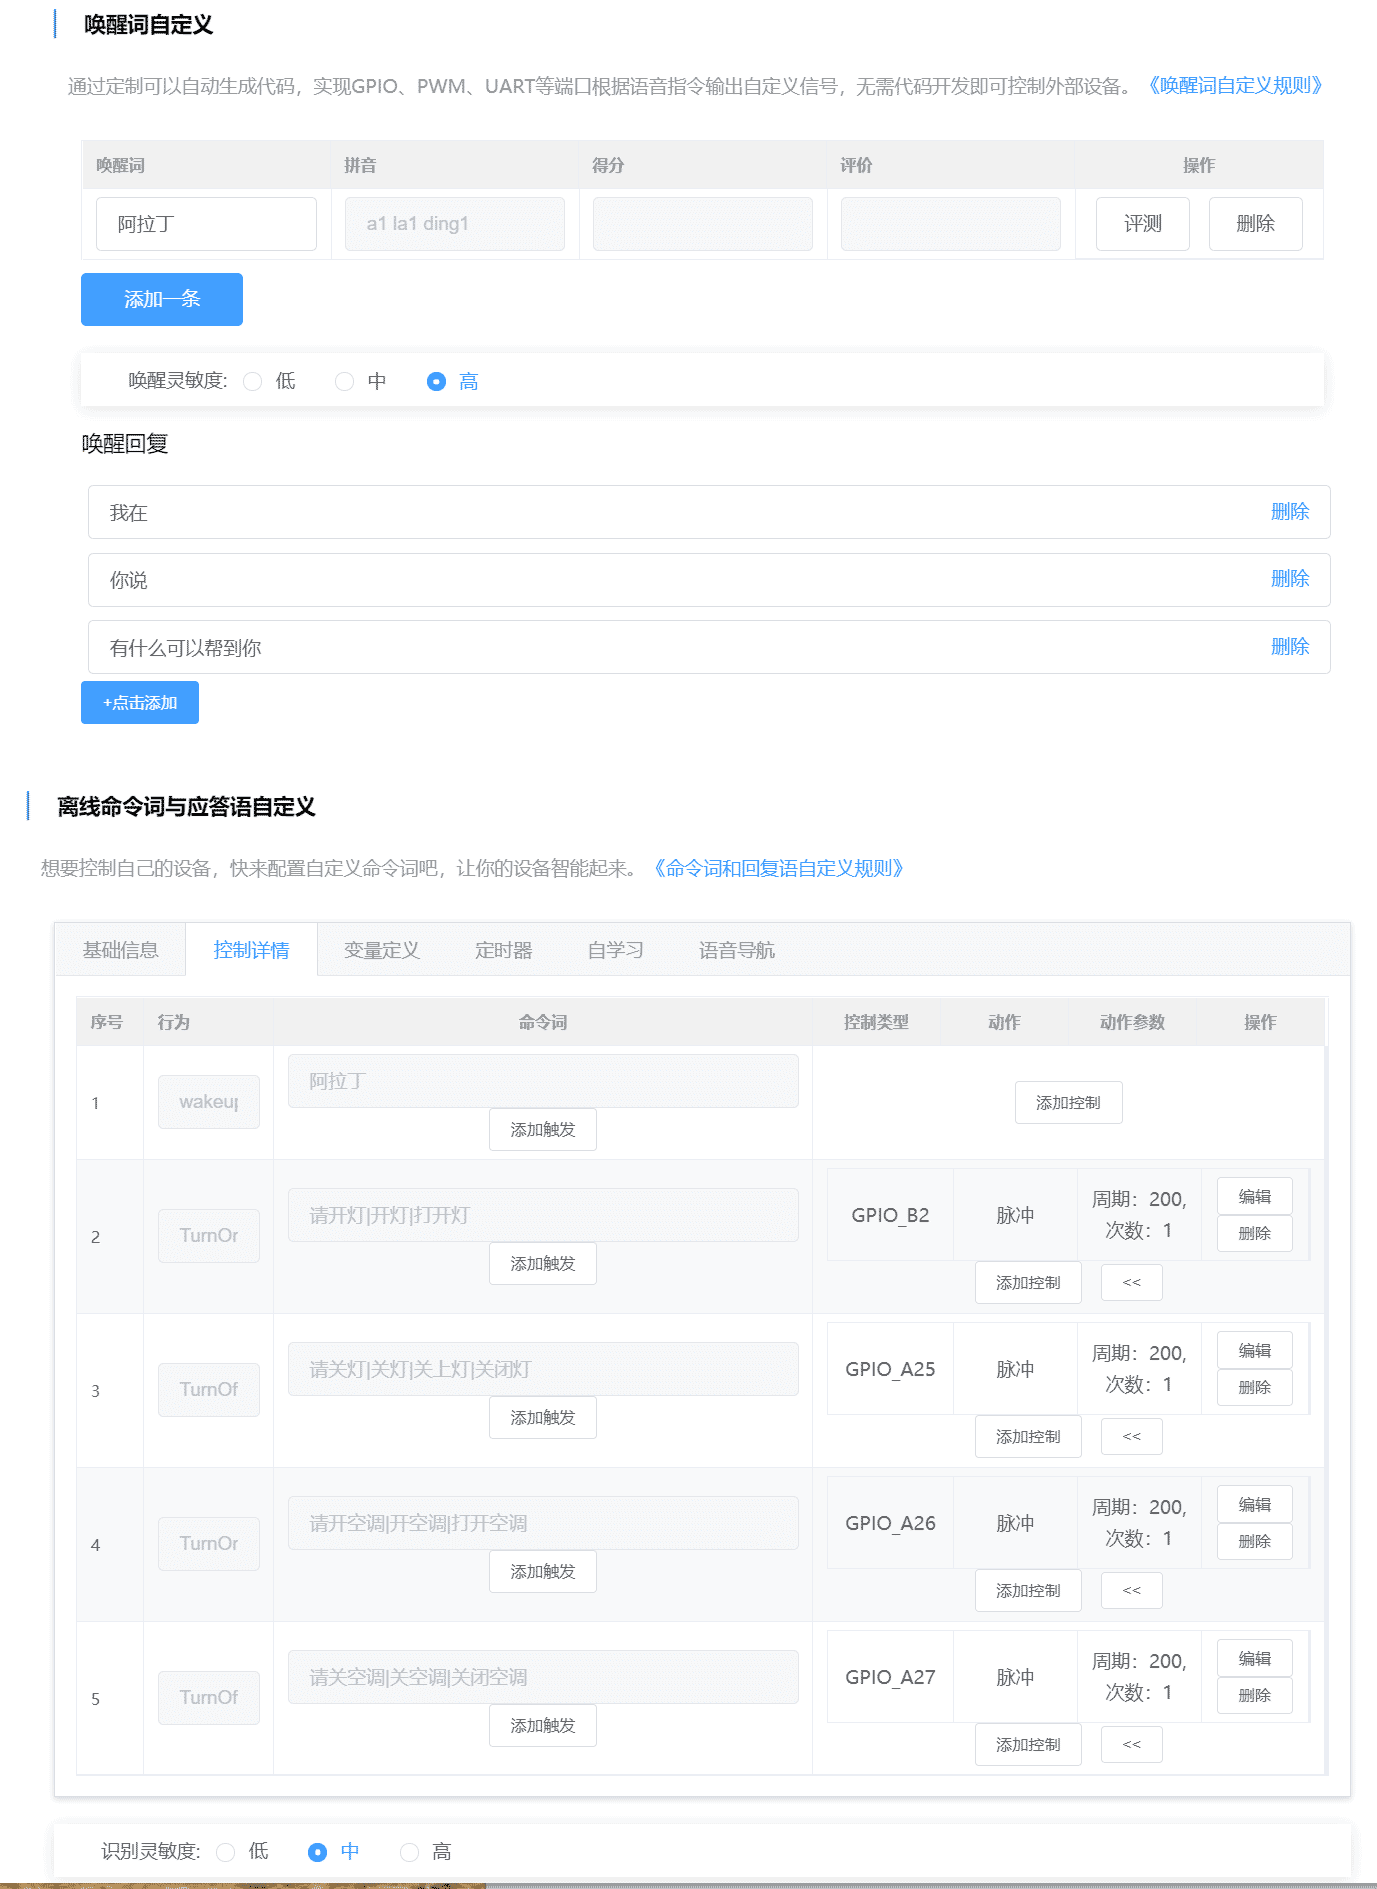 唤醒词自定义
通过定制可以自动生成代码，实现GPIO、PWM、UART等端口根据语音指令输出自定义信号，无需代码开发即可控制外部设备。《唤醒词自定义规则》
唤醒词 拼音 得分 评价 操作
阿拉丁 a1 la1 ding1 评测 删除
添加一条
唤醒灵敏度: 低 中 高
唤醒回复
我在 删除
你说 删除
有什么可以帮到你 删除
+点击添加
离线命令词与应答语自定义
想要控制自己的设备，快来配置自定义命令词吧，让你的设备智能起来。《命令词和回复语自定义规则》
基础信息 控制详情 变量定义 定时器 自学习 语音导航
序号 行为 命令词 控制类型 动作 动作参数 操作
1 wakeup 阿拉丁
添加触发 添加控制
2 TurnOr 请开灯|开灯|打开灯
添加触发
GPIO_B2 脉冲 周期：200,
次数：1
编辑
删除
添加控制 <<
3 TurnOf 请关灯|关灯|关上灯|关闭灯
添加触发
GPIO_A25 脉冲 周期：200,
次数：1
编辑
删除
添加控制 <<
4 TurnOr 请开空调|开空调|打开空调
添加触发
GPIO_A26 脉冲 周期：200,
次数：1
编辑
删除
添加控制 <<
5 TurnOf 请关空调|关空调|关闭空调
添加触发
GPIO_A27 脉冲 周期：200,
次数：1
编辑
删除
添加控制 <<
识别灵敏度: 低 中 高